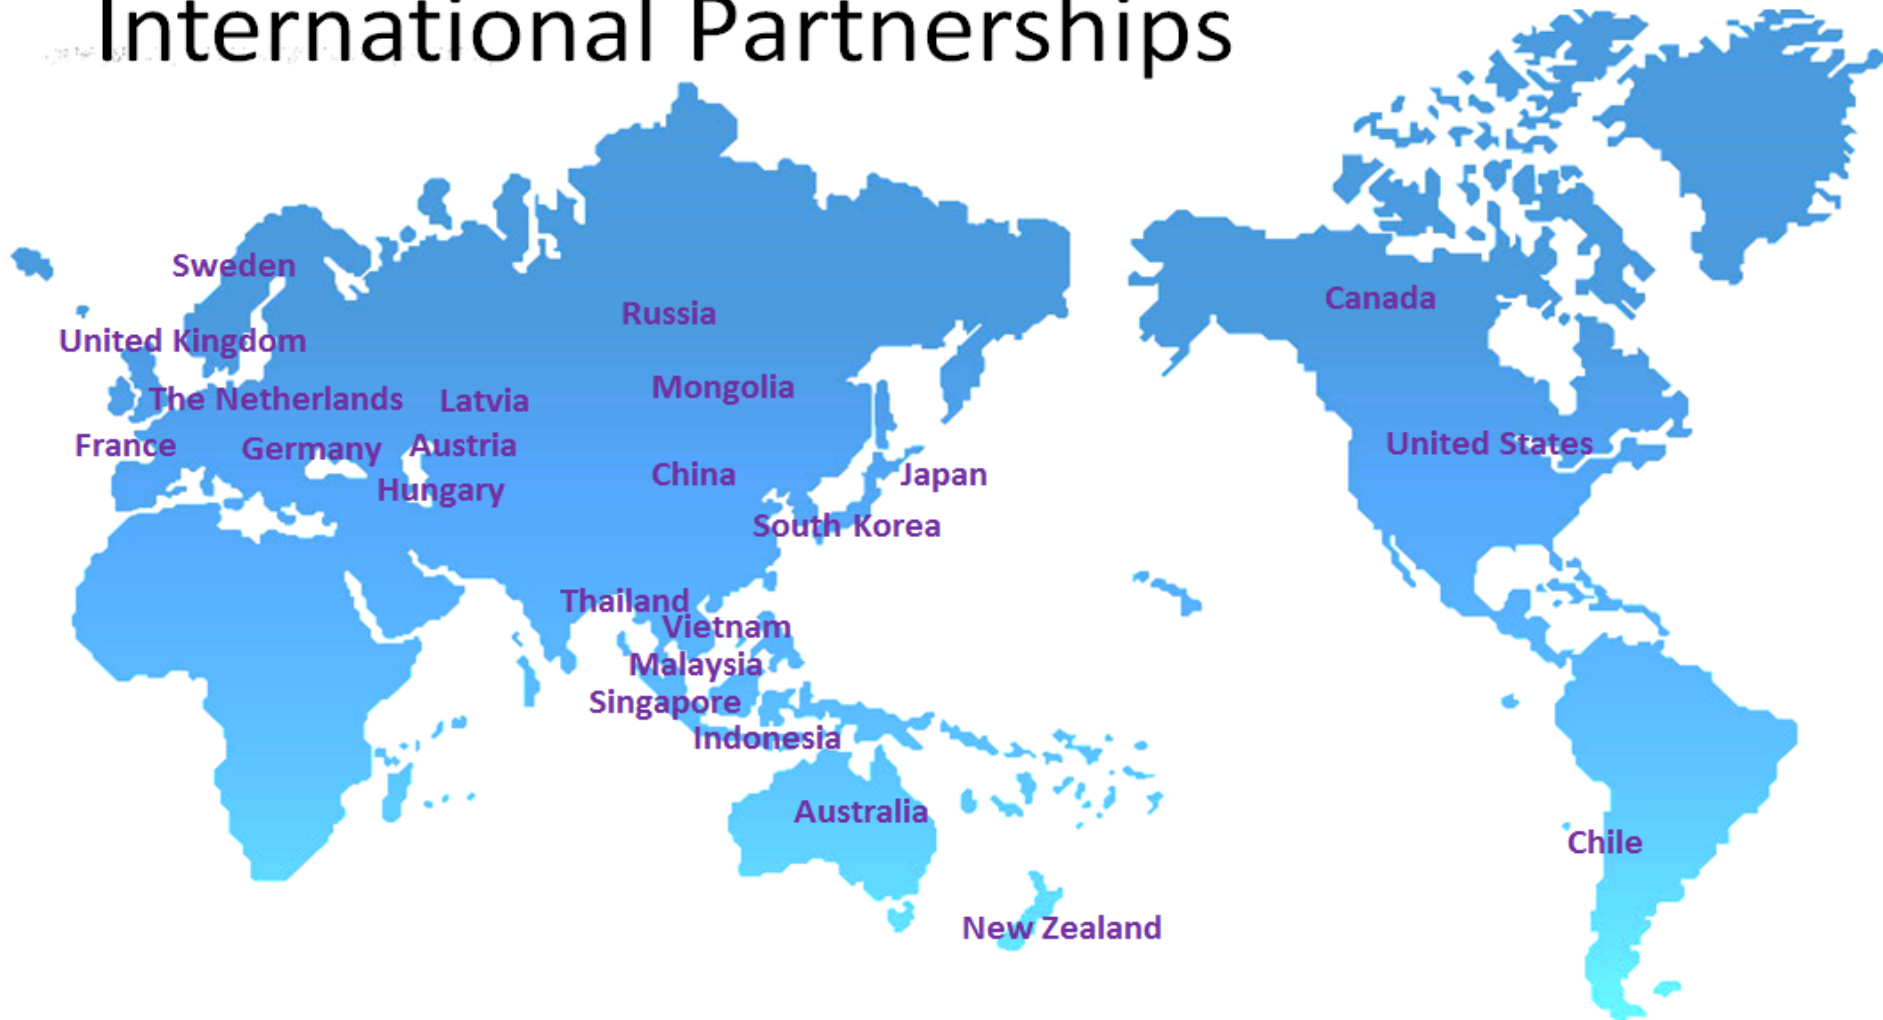 International Partnerships
Sweden
Russia
Canada
United Kingdom
The Netherlands
Latvia
Mongolia
France
Germany
Austria
United States
China
Japan
Hungary
South Korea
Thailand
Vietnam
Malaysia
Singapore
Indonesia
Australia
Chile
New Zealand